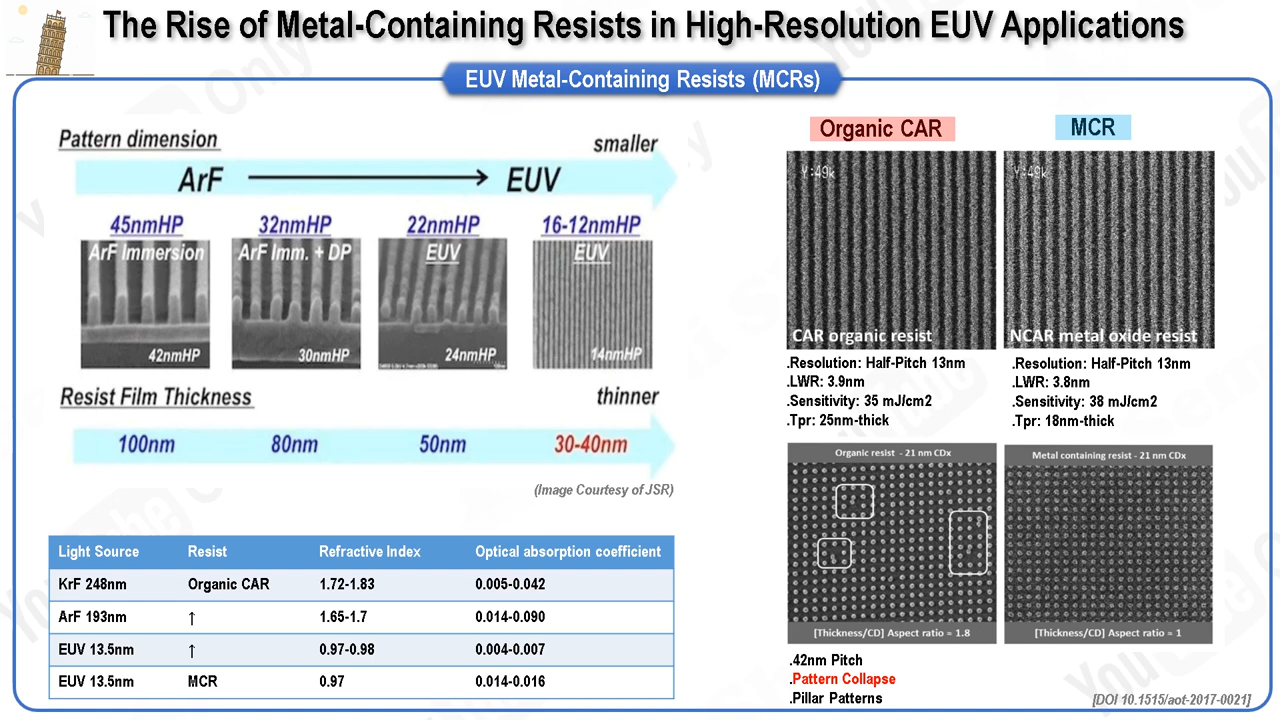 The Rise of Metal-Containing Resists in High-Resolution EUV Applications
EUV Metal-Containing Resists (MCRs)
Pattern dimension
smaller
ArF
EUV
45nmHP
32nmHP
22nmHP
16-12nmHP
ArF Immersion
ArF Imm. + DP
EUV
EUV
42nmHP
30nmHP
24nmHP
14nmHP
Resist Film Thickness
thinner
100nm
80nm
50nm
30-40nm
(Image Courtesy of JSR)
Light Source Resist Refractive Index Optical absorption coefficient
KrF 248nm Organic CAR 1.72-1.83 0.005-0.042
ArF 193nm ↑ 1.65-1.7 0.014-0.090
EUV 13.5nm ↑ 0.97-0.98 0.004-0.007
EUV 13.5nm MCR 0.97 0.014-0.016
Organic CAR
Y:49k
CAR organic resist
.Resolution: Half-Pitch 13nm
.LWR: 3.9nm
.Sensitivity: 35 mJ/cm2
.Tpr: 25nm-thick
MCR
Y:49k
NCAR metal oxide resist
.Resolution: Half-Pitch 13nm
.LWR: 3.8nm
.Sensitivity: 38 mJ/cm2
.Tpr: 18nm-thick
Organic resist - 21 nm CDx
[Thickness/CD] Aspect ratio = 1.8
Metal containing resist - 21 nm CDx
[Thickness/CD] Aspect ratio = 1
.42nm Pitch
.Pattern Collapse
.Pillar Patterns
[DOI 10.1515/aot-2017-0021]